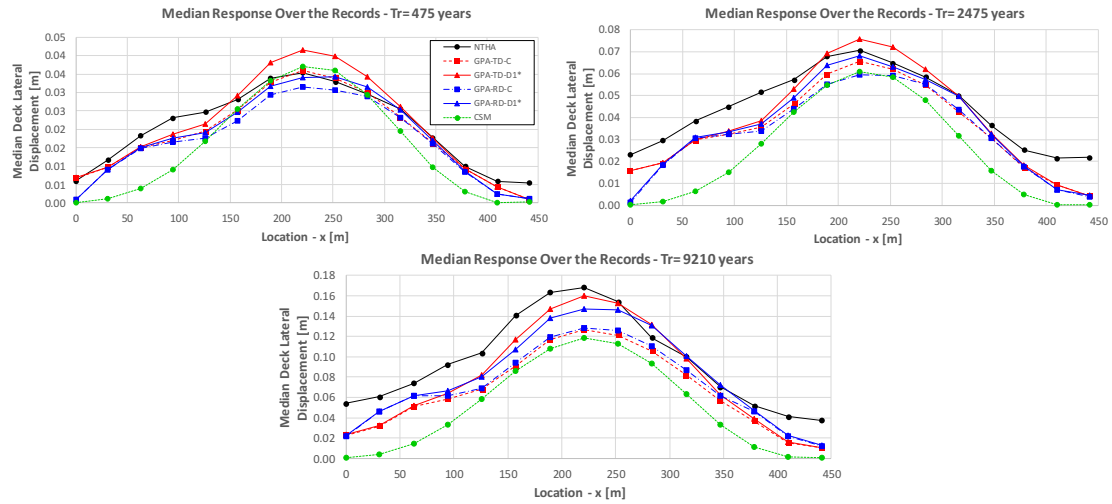 Median Response Over the Records - Tr= 475 years
Median Deck Lateral
Displacement [m]
0.05
0.05
0.04
0.04
0.03
0.03
0.02
0.02
0.01
0.01
0.00
NTHA
GPA-TD-C
GPA-TD-D1*
GPA-RD-C
GPA-RD-D1*
CSM
0 50 100 150 200 250 300 350 400 450
Location - x [m]
Median Response Over the Records - Tr= 2475 years
Median Deck Lateral
Displacement [m]
0.08
0.07
0.06
0.05
0.04
0.03
0.02
0.01
0.00
0 50 100 150 200 250 300 350 400 450
Location - x [m]
Median Response Over the Records - Tr= 9210 years
Median Deck Lateral
Displacement [m]
0.18
0.16
0.14
0.12
0.10
0.08
0.06
0.04
0.02
0.00
0 50 100 150 200 250 300 350 400 450
Location - x [m]